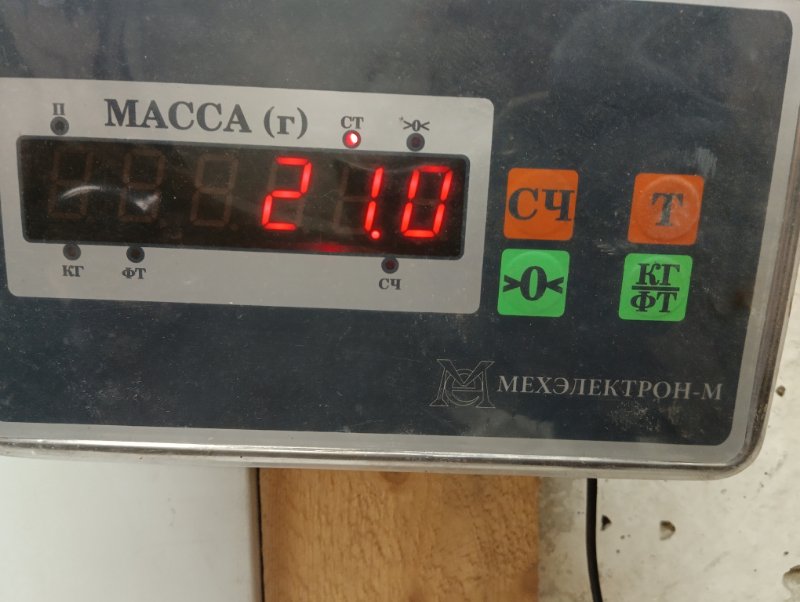 П
МАССА (г)
СТ
>0<
21.0
КГ
ФТ
СЧ
СЧ
Т
>0<
КГ
ФТ
МЕХЭЛЕКТРОН-М